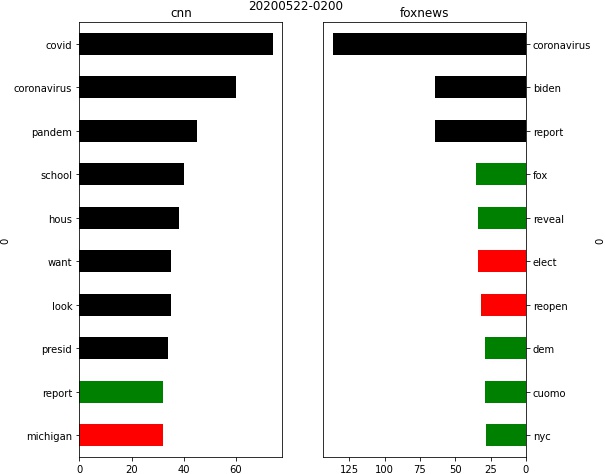 20200522-0200
cnn
foxnews
covid
coronavirus
pandem
school
hous
want
look
presid
report
michigan
0
0 20 40 60
coronavirus
biden
report
fox
reveal
elect
reopen
dem
cuomo
nyc
0
125 100 75 50 25 0